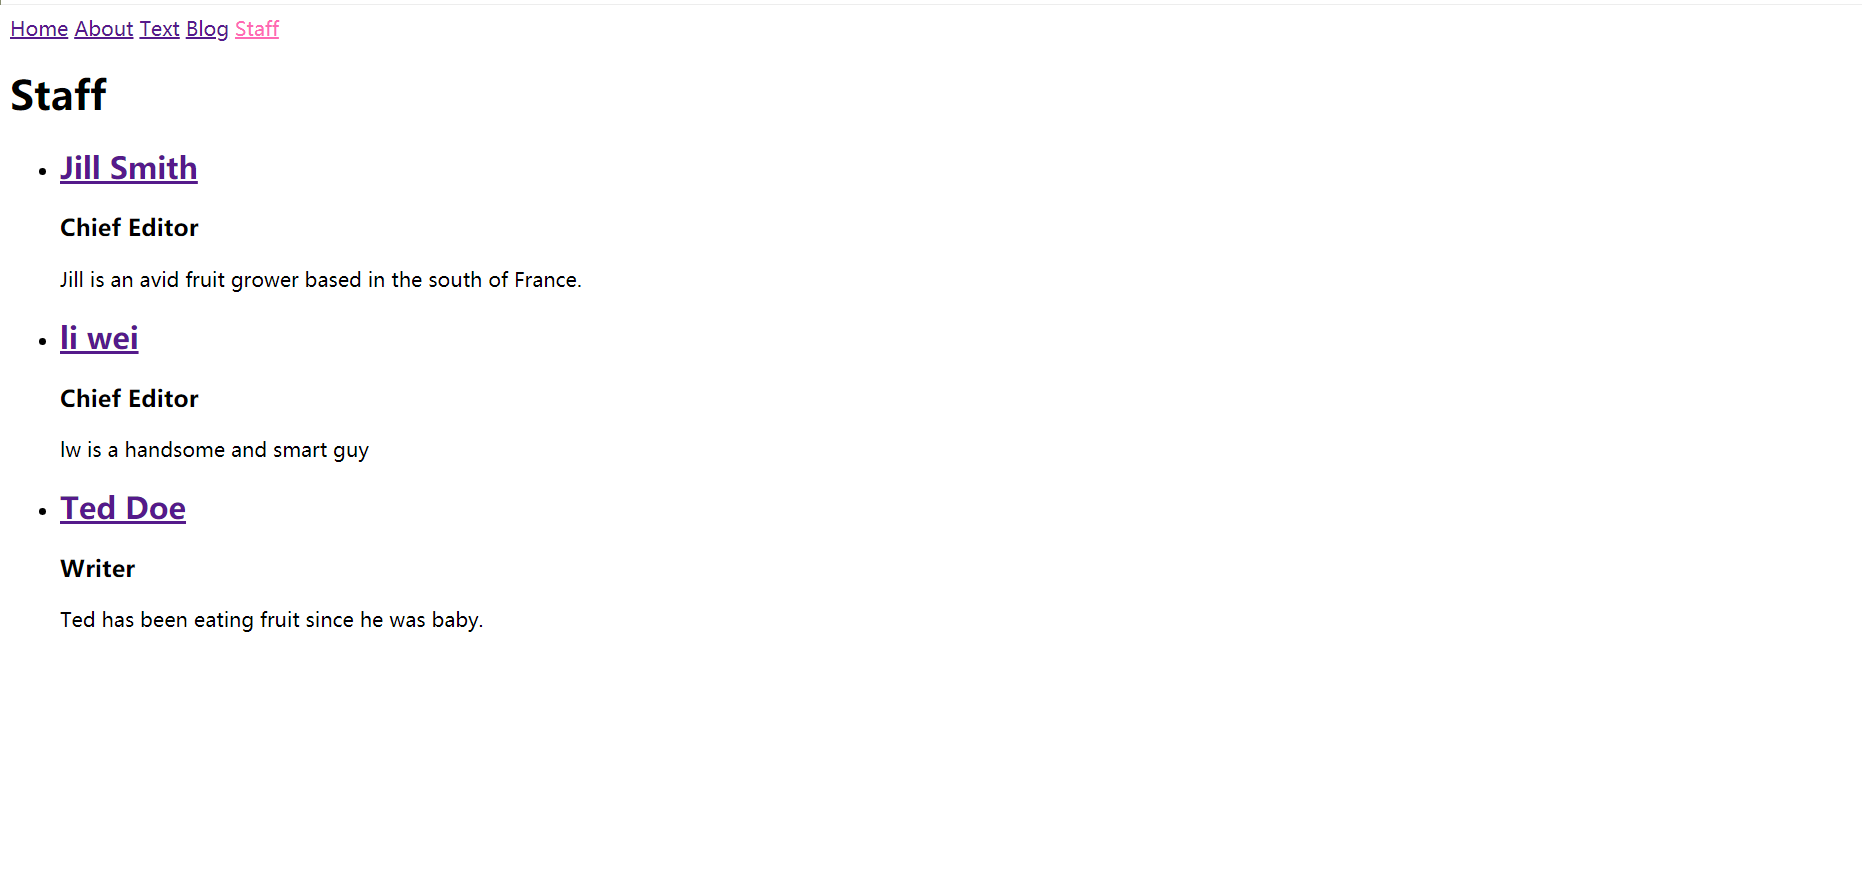 Home About Text Blog Staff
Staff
Jill Smith
Chief Editor
Jill is an avid fruit grower based in the south of France.
li wei
Chief Editor
lw is a handsome and smart guy
Ted Doe
Writer
Ted has been eating fruit since he was baby.